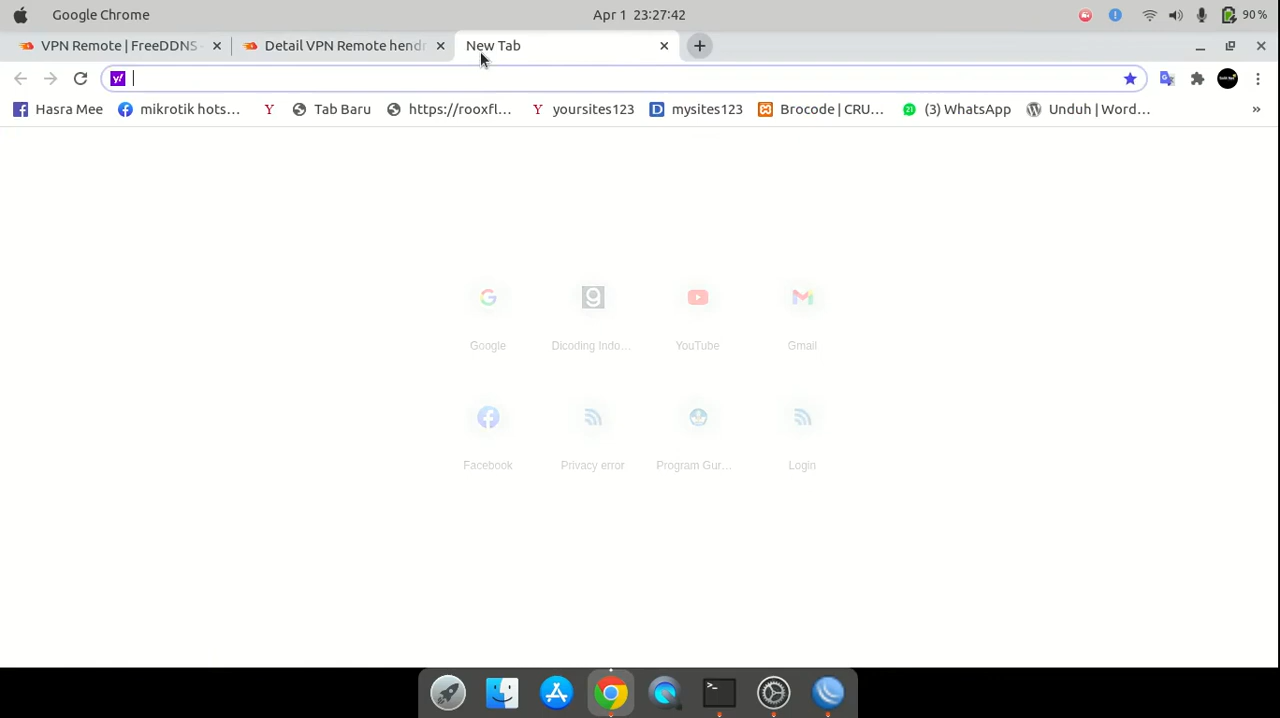 Google Chrome Apr 1 23:27:42 90 %
VPN Remote | FreeDDNS - Detail VPN Remote hendr New Tab
y!
Hasra Mee mikrotik hots... Y Tab Baru https://rooxfl... Y yoursites123 D mysites123 Brocode | CRU... (3) WhatsApp Unduh | Word... »
Google Dicoding Indo... YouTube Gmail
Facebook Privacy error Program Gur... Login